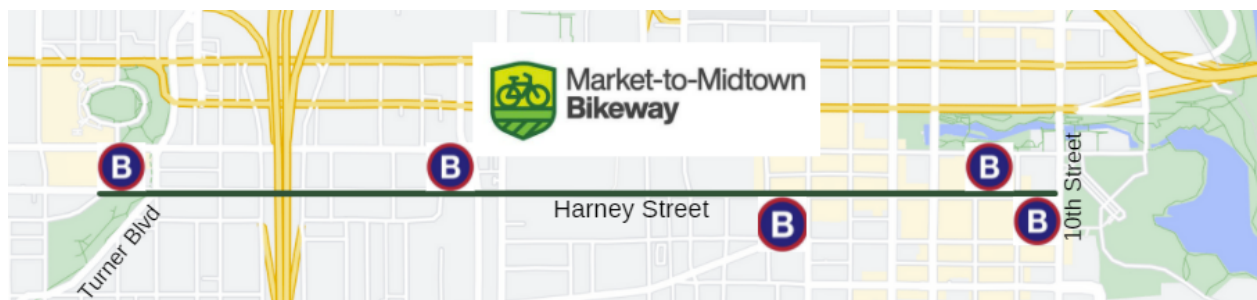 Market-to-Midtown
Bikeway
B
B
B
B
B
Harney Street
10th Street
Turner Blvd